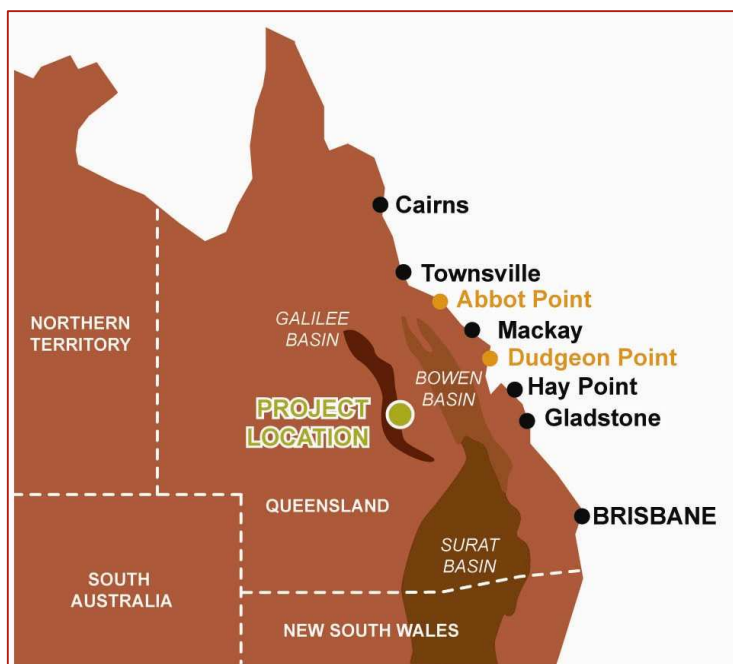 Cairns
Townsville
Abbot Point
GALILEE
BASIN
NORTHERN
TERRITORY
Mackay
Dudgeon Point
BOWEN
BASIN
Hay Point
PROJECT
LOCATION
Gladstone
QUEENSLAND
BRISBANE
SURAT
BASIN
SOUTH
AUSTRALIA
NEW SOUTH WALES